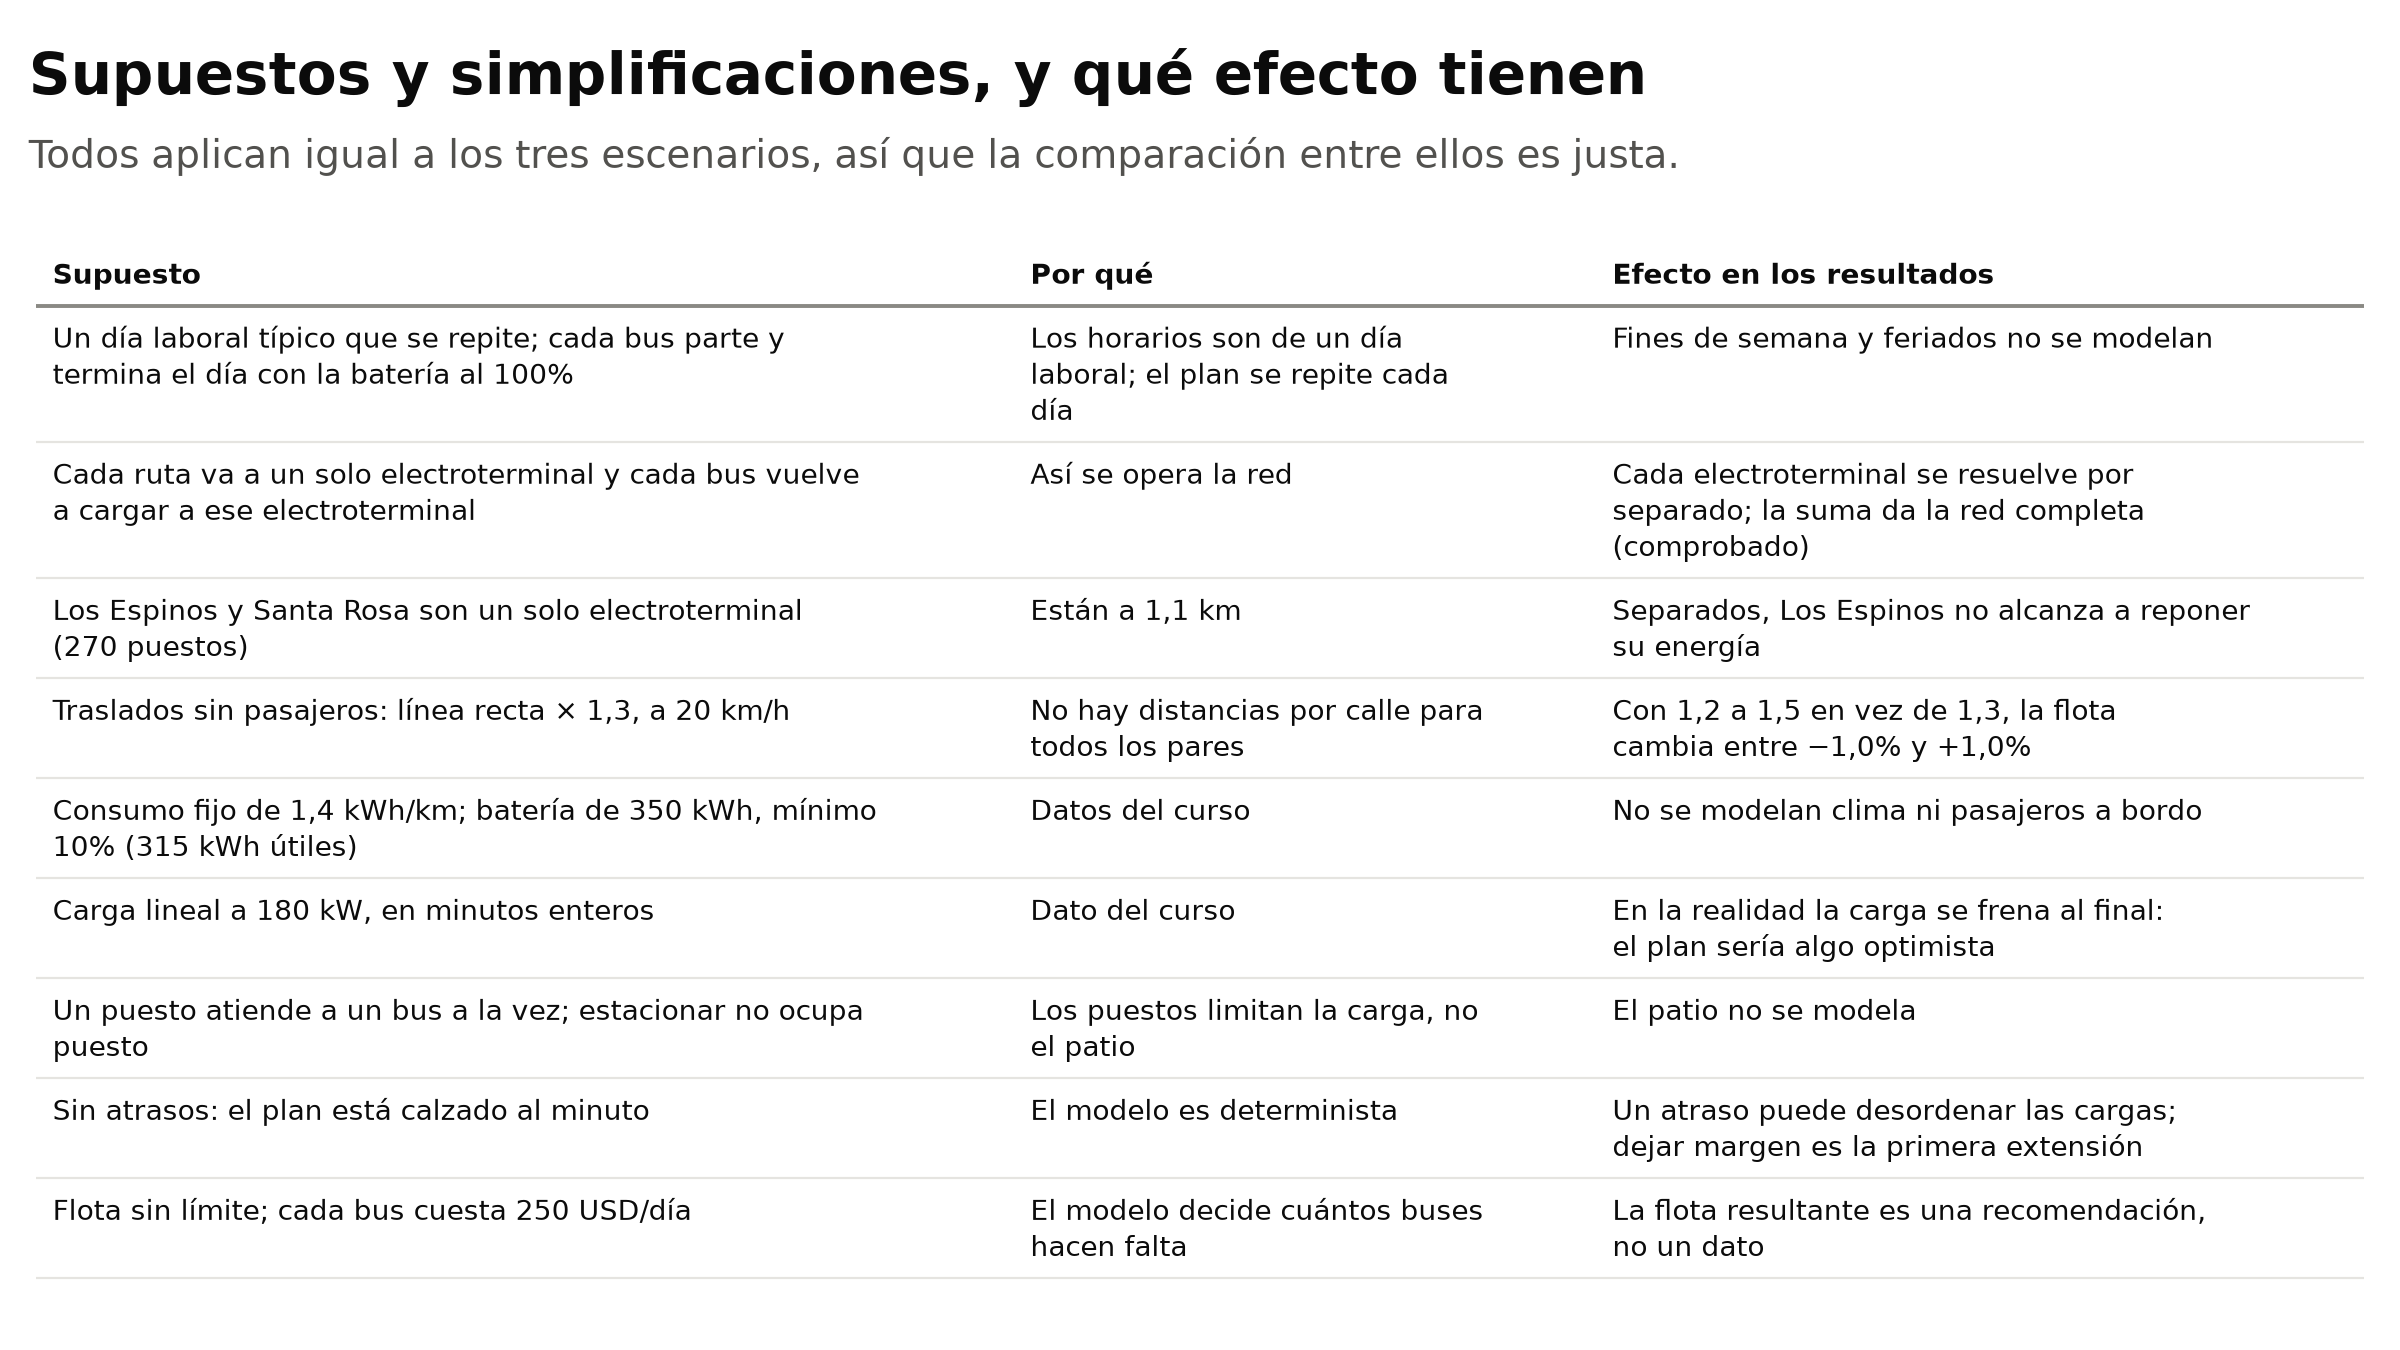 Supuestos y simplificaciones, y qué efecto tienen
Todos aplican igual a los tres escenarios, así que la comparación entre ellos es justa.
Supuesto
Por qué
Efecto en los resultados
Un día laboral típico que se repite; cada bus parte y
termina el día con la batería al 100%
Los horarios son de un día
laboral; el plan se repite cada
día
Fines de semana y feriados no se modelan
Cada ruta va a un solo electroterminal y cada bus vuelve
a cargar a ese electroterminal
Así se opera la red
Cada electroterminal se resuelve por
separado; la suma da la red completa
(comprobado)
Los Espinos y Santa Rosa son un solo electroterminal
(270 puestos)
Están a 1,1 km
Separados, Los Espinos no alcanza a reponer
su energía
Traslados sin pasajeros: línea recta × 1,3, a 20 km/h
No hay distancias por calle para
todos los pares
Con 1,2 a 1,5 en vez de 1,3, la flota
cambia entre −1,0% y +1,0%
Consumo fijo de 1,4 kWh/km; batería de 350 kWh, mínimo
10% (315 kWh útiles)
Datos del curso
No se modelan clima ni pasajeros a bordo
Carga lineal a 180 kW, en minutos enteros
Dato del curso
En la realidad la carga se frena al final:
el plan sería algo optimista
Un puesto atiende a un bus a la vez; estacionar no ocupa
puesto
Los puestos limitan la carga, no
el patio
El patio no se modela
Sin atrasos: el plan está calzado al minuto
El modelo es determinista
Un atraso puede desordenar las cargas;
dejar margen es la primera extensión
Flota sin límite; cada bus cuesta 250 USD/día
El modelo decide cuántos buses
hacen falta
La flota resultante es una recomendación,
no un dato